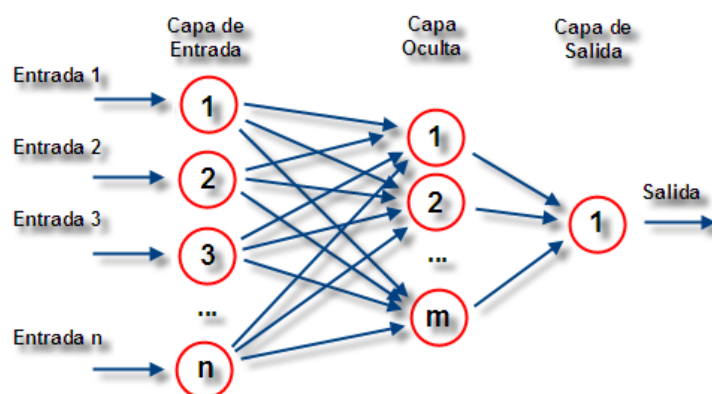 Capa de
Entrada
Capa
Oculta
Capa de
Salida
Entrada 1
1
Entrada 2
2
Entrada 3
3
...
Entrada n
n
1
2
...
m
1
Salida